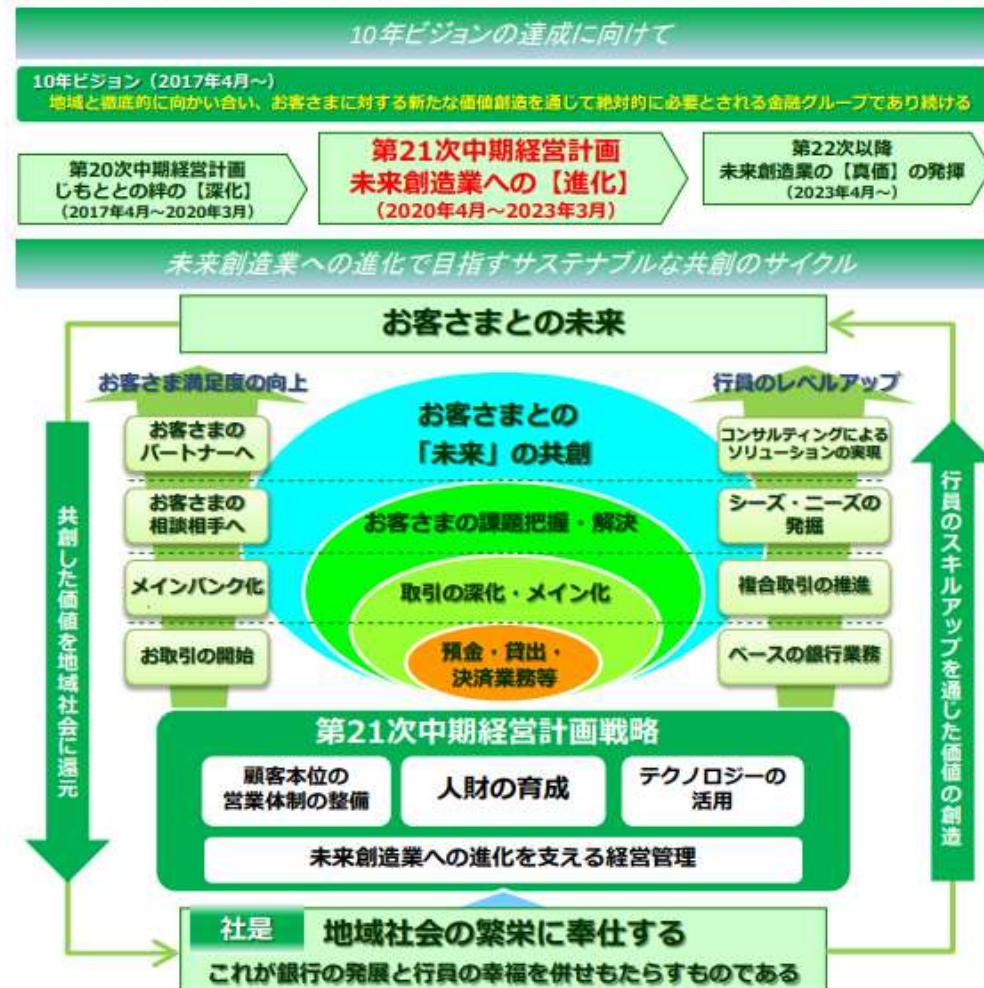 10年ビジョンの達成に向けて
10年ビジョン（2017年4月～）
地域と徹底的に向かい合い、お客さまに対する新たな価値創造を通して絶対的に必要とされる金融グループであり続ける
第20次中期経営計画
じもととの絆の【深化】
（2017年4月～2020年3月）
第21次中期経営計画
未来創造業への【進化】
（2020年4月～2023年3月）
第22次以降
未来創造業の【真価】の発揮
（2023年4月～）
未来創造業への進化で目指すサステナブルな共創のサイクル
お客さまとの未来
お客さま満足度の向上
行員のレベルアップ
お客さまの
パートナーへ
お客さまとの
「未来」の共創
コンサルティングによる
ソリューションの実現
お客さまの
相談相手へ
お客さまの課題把握・解決
シーズ・ニーズの
発掘
メインバンク化
取引の深化・メイン化
複合取引の推進
お取引の開始
預金・貸出・
決済業務等
ベースの銀行業務
共創した価値を地域社会に還元
行員のスキルアップを通じた価値の創造
第21次中期経営計画戦略
顧客本位の
営業体制の整備
人財の育成
テクノロジーの
活用
未来創造業への進化を支える経営管理
社是
地域社会の繁栄に奉仕する
これが銀行の発展と行員の幸福を併せもたらすものである